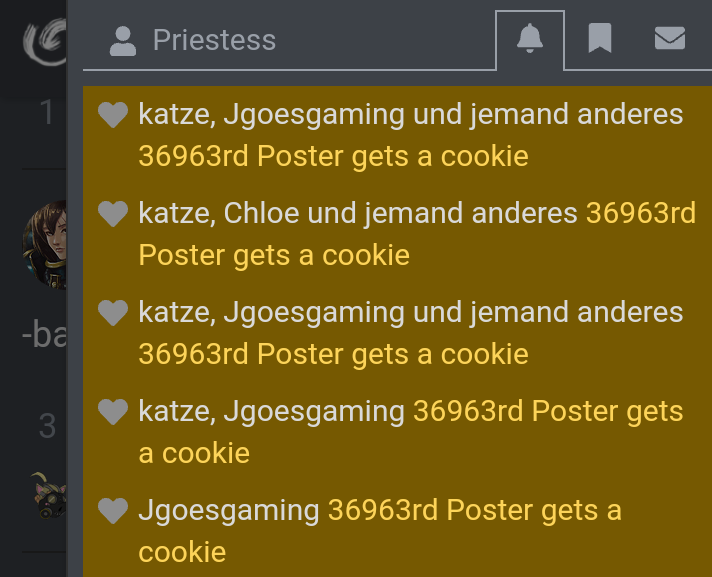 Priestess
1
katze, Jgoesgaming und jemand anderes
36963rd Poster gets a cookie
katze, Chloe und jemand anderes 36963rd
Poster gets a cookie
-ba
katze, Jgoesgaming und jemand anderes
36963rd Poster gets a cookie
3
katze, Jgoesgaming 36963rd Poster gets
a cookie
Jgoesgaming 36963rd Poster gets a
cookie